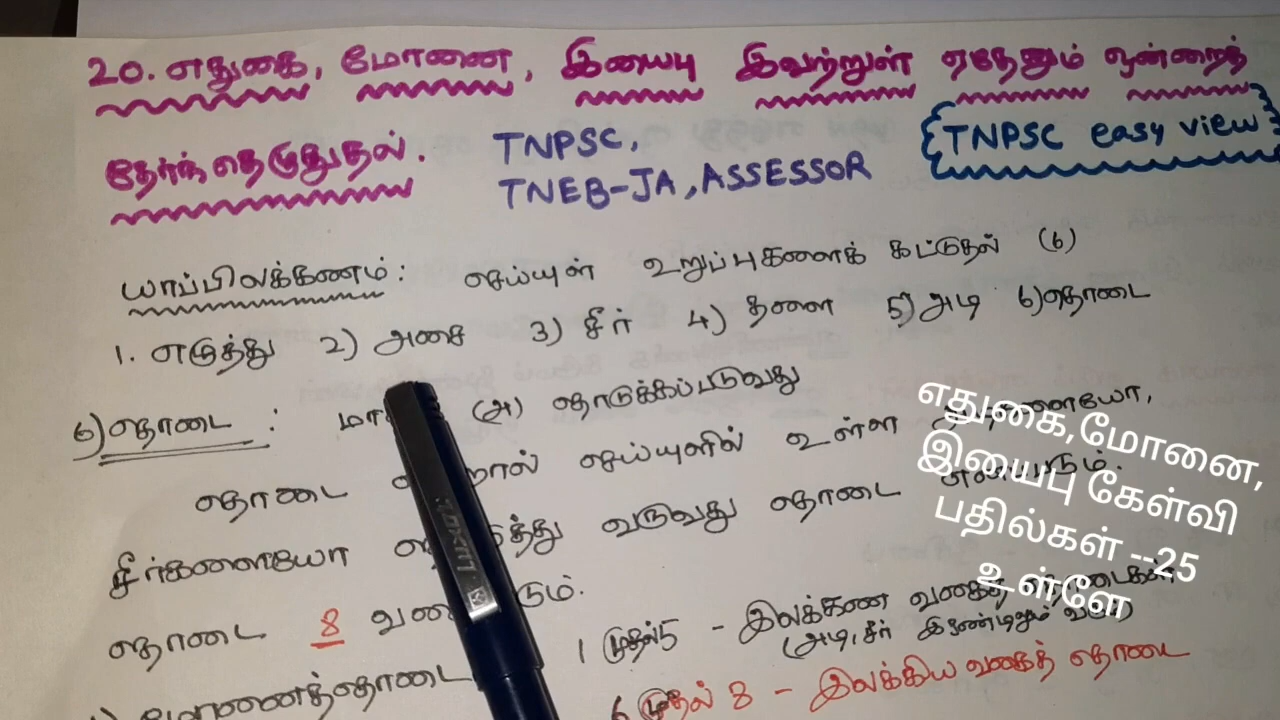 20. எதுகை, மோனை, இயைபு இவற்றுள் ஏதேனும் ஒன்றைத்
தேர்ந்தெழுதுதல்.
TNPSC,
TNEB-JA, ASSESSOR
TNPSC easy view
யாப்பிலக்கணம்: செய்யுள் உறுப்புகளைக் கட்டுதல் (6)
1. எழுத்து 2) அசை 3) சீர் 4) தளை 5) அடி 6) தொடை
6) தொடை : (அ) தொடுக்கப்படுவது
தொடை செய்யுளில் உள்ள
சீர்களையோ வருவது தொடை
தொடை 8
1 முதல் 5 - இலக்கண வகைத் தொடைகள்
(அடி, சீர் இரண்டிலும் வரும்)
6 முதல் 8 - இலக்கிய வகைத் தொடை
மோனைத்தொடை
எதுகை,மோனை,
இயைபு கேள்வி
பதில்கள் --25
உள்ளே